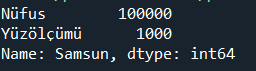 Nüfus 100000
Yüzölçümü 1000
Name: Samsun, dtype: int64